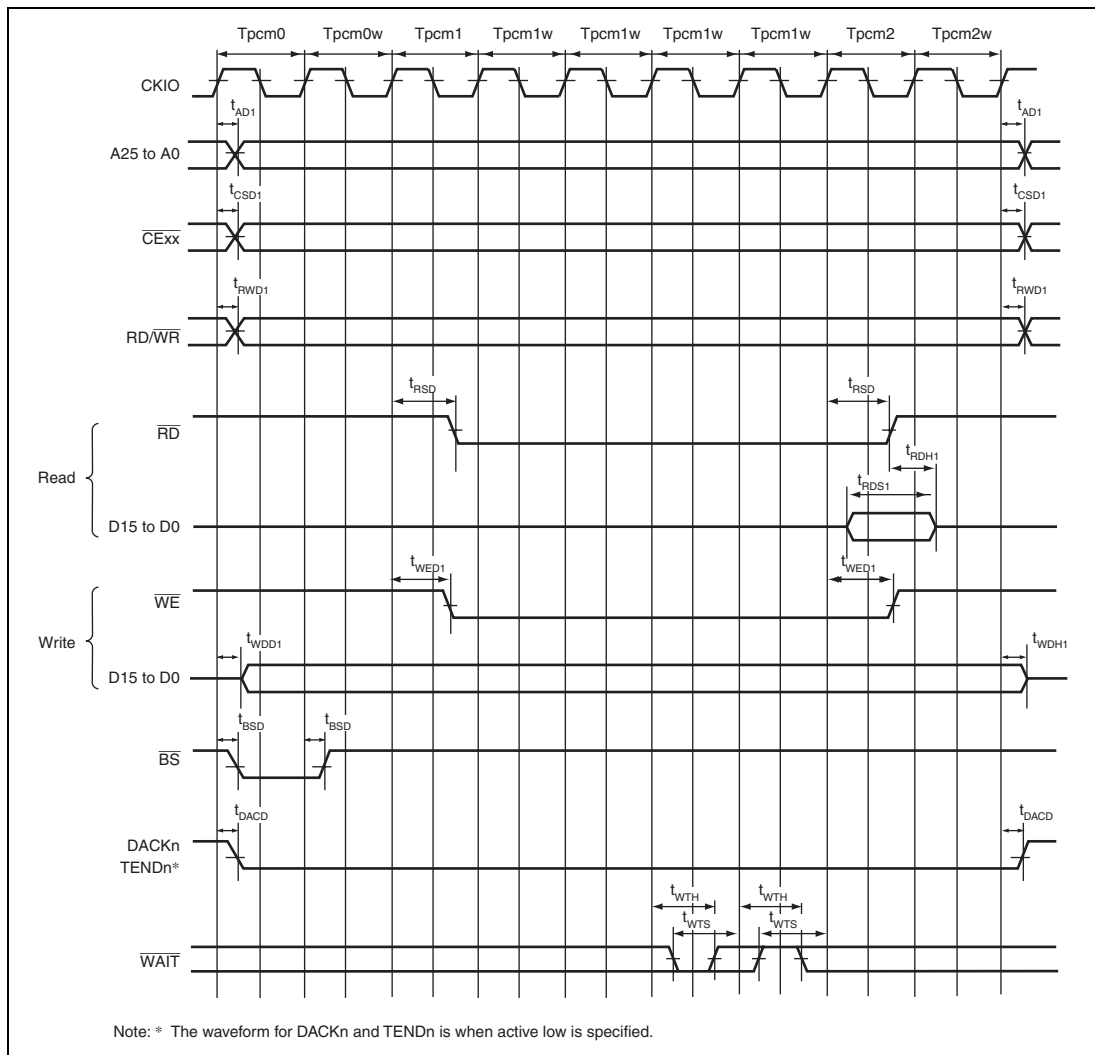 Tpcm0 Tpcm0w Tpcm1 Tpcm1w Tpcm1w Tpcm1w Tpcm1w Tpcm2 Tpcm2w
CKIO
tAD1 tAD1
A25 to A0
tCSD1 tCSD1
CExx
tRWD1 tRWD1
RD/WR
tRSD tRSD
RD
tRDH1
Read
tRDS1
D15 to D0
tWED1 tWED1
WE
Write
tWDD1 tWDH1
D15 to D0
tBSD tBSD
BS
tDACD tDACD
DACKn
TENDn*
tWTH tWTH
tWTS tWTS
WAIT
Note: * The waveform for DACKn and TENDn is when active low is specified.